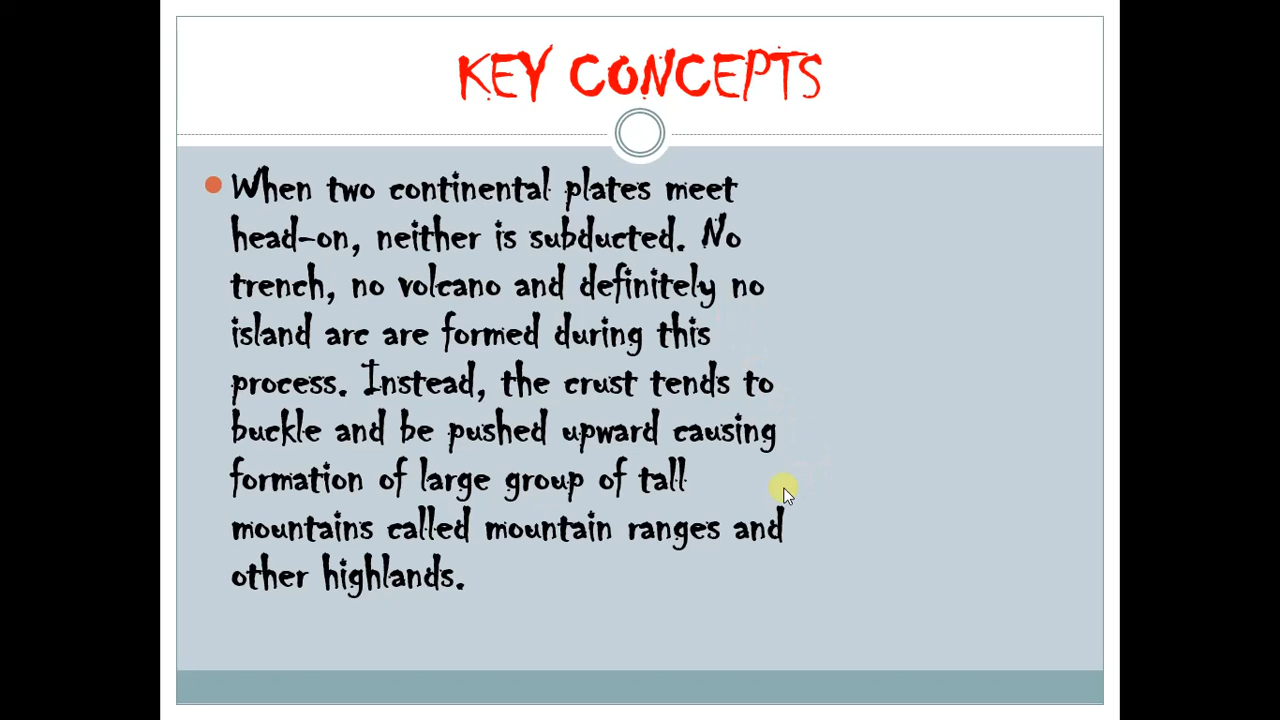 KEY CONCEPTS
When two continental plates meet
head-on, neither is subducted. No
trench, no volcano and definitely no
island arc are formed during this
process. Instead, the crust tends to
buckle and be pushed upward causing
formation of large group of tall
mountains called mountain ranges and
other highlands.